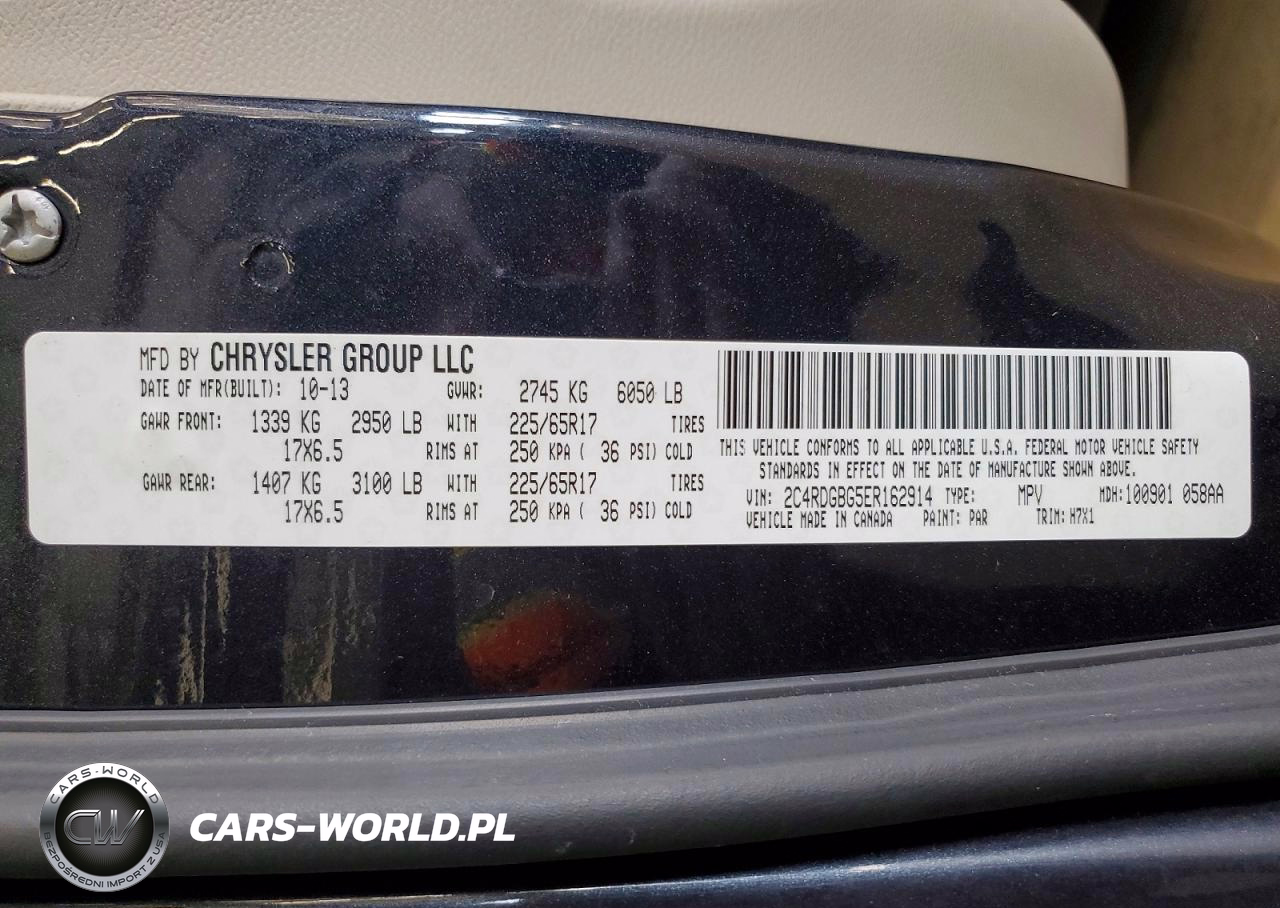 MFD BY CHRYSLER GROUP LLC
DATE OF MFR(BUILT): 10-13 GVWR: 2745 KG 6050 LB
GAWR FRONT: 1339 KG 2950 LB WITH 225/65R17 TIRES
17X6.5 RIMS AT 250 KPA ( 36 PSI) COLD
GAWR REAR: 1407 KG 3100 LB WITH 225/65R17 TIRES
17X6.5 RIMS AT 250 KPA ( 36 PSI) COLD
THIS VEHICLE CONFORMS TO ALL APPLICABLE U.S.A. FEDERAL MOTOR VEHICLE SAFETY
STANDARDS IN EFFECT ON THE DATE OF MANUFACTURE SHOWN ABOVE.
VIN: 2C4RDGBG5ER162914 TYPE: MPV MDH: 100901 058AA
VEHICLE MADE IN CANADA PAINT: PAR TRIM: H7X1
CARS-WORLD
CW
BEZPOŚREDNI IMPORT Z USA
CARS-WORLD.PL